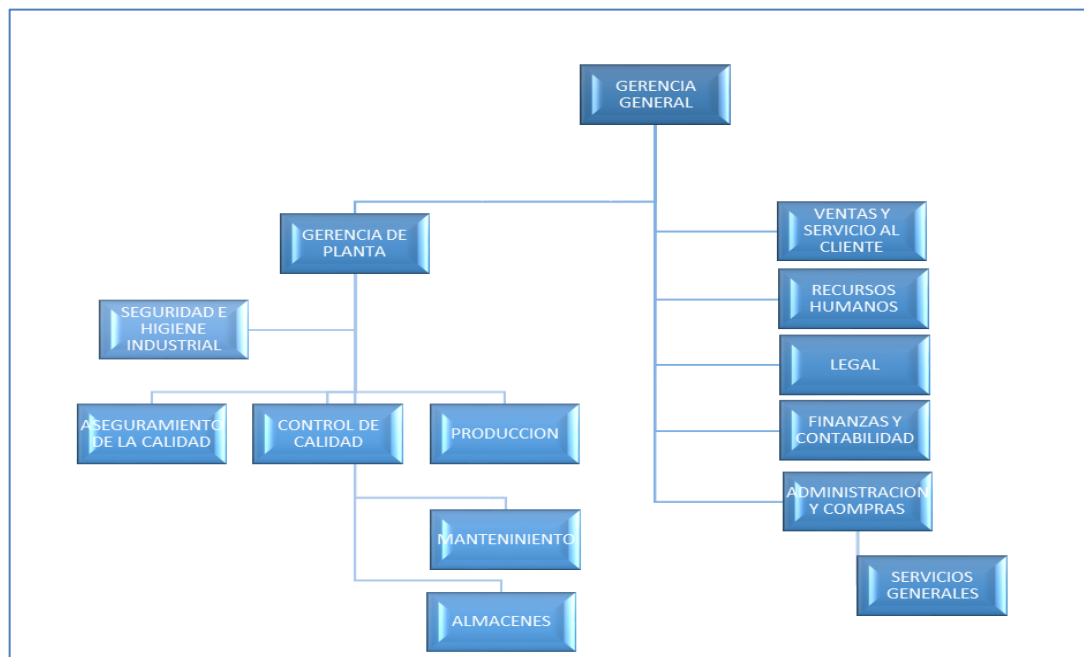 GERENCIA
GENERAL
GERENCIA DE
PLANTA
SEGURIDAD E
HIGIENE
INDUSTRIAL
ASEGURAMIENTO
DE LA CALIDAD
CONTROL DE
CALIDAD
PRODUCCION
MANTENINIENTO
ALMACENES
VENTAS Y
SERVICIO AL
CLIENTE
RECURSOS
HUMANOS
LEGAL
FINANZAS Y
CONTABILIDAD
ADMINISTRACION
Y COMPRAS
SERVICIOS
GENERALES